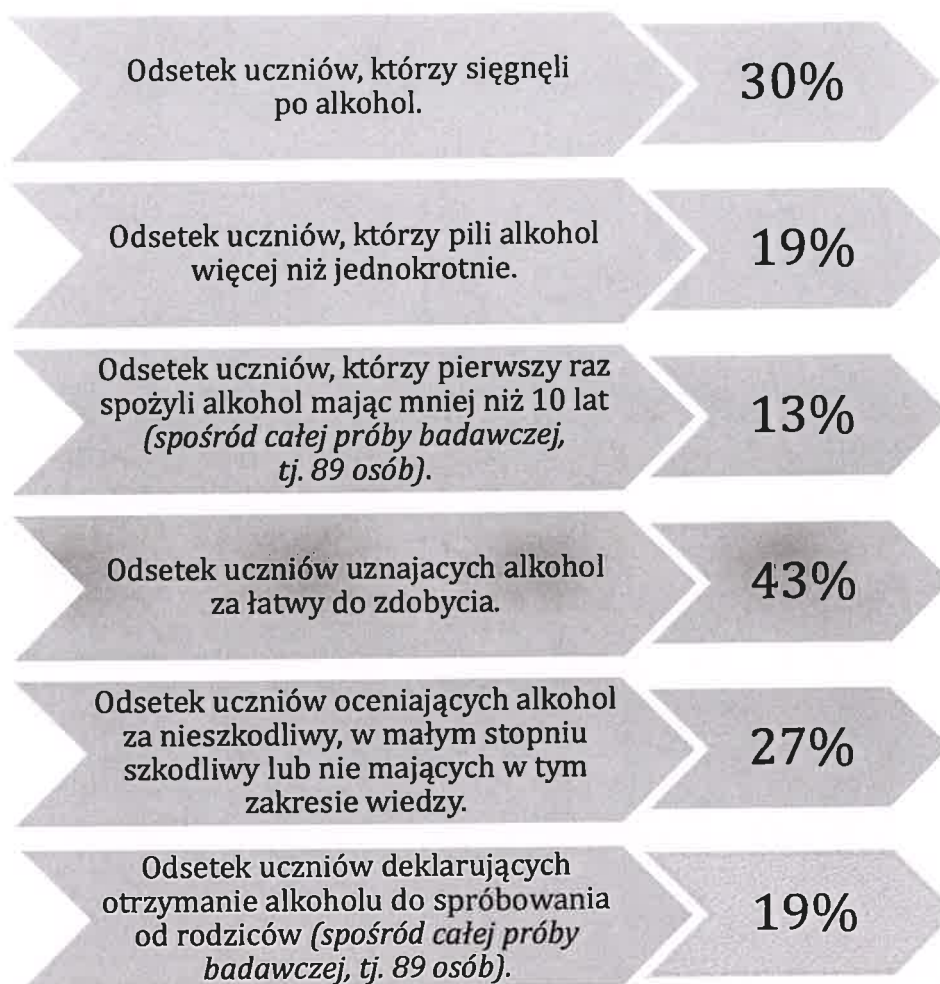 Odsetek uczniów, którzy sięgnęli
po alkohol.
30%
Odsetek uczniów, którzy pili alkohol
więcej niż jednokrotnie.
19%
Odsetek uczniów, którzy pierwszy raz
spożyli alkohol mając mniej niż 10 lat
(spośród całej próby badawczej,
tj. 89 osób).
13%
Odsetek uczniów uznajacych alkohol
za łatwy do zdobycia.
43%
Odsetek uczniów oceniających alkohol
za nieszkodliwy, w małym stopniu
szkodliwy lub nie mających w tym
zakresie wiedzy.
27%
Odsetek uczniów deklarujących
otrzymanie alkoholu do spróbowania
od rodziców (spośród całej próby
badawczej, tj. 89 osób).
19%